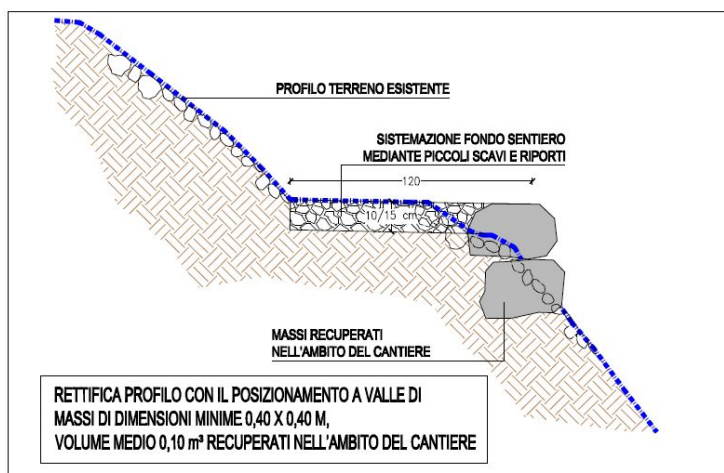 PROFILO TERRENO ESISTENTE
SISTEMAZIONE FONDO SENTIERO
MEDIANTE PICCOLI SCAVI E RIPORTI
120
10/15 cm
MASSI RECUPERATI
NELL'AMBITO DEL CANTIERE
RETTIFICA PROFILO CON IL POSIZIONAMENTO A VALLE DI
MASSI DI DIMENSIONI MINIME 0,40 X 0,40 M,
VOLUME MEDIO 0,10 m³ RECUPERATI NELL'AMBITO DEL CANTIERE